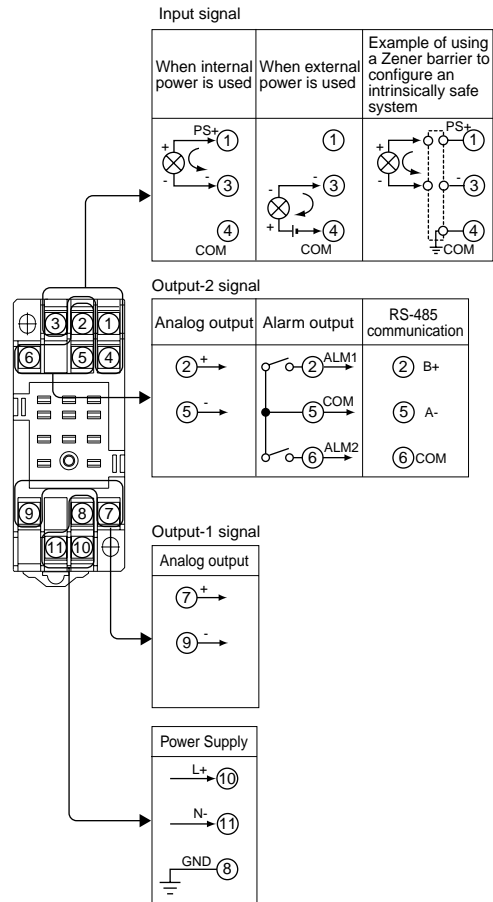 Input signal
When internal
power is used
When external
power is used
Example of using
a Zener barrier to
configure an
intrinsically safe
system
PS+
1
+
-
-
3
4
COM
1
-
-
3
+
4
COM
PS+
1
+
-
-
3
4
COM
3 2 1
6 5 4
9 8 7
11 10
Output-2 signal
Analog output
Alarm output
RS-485
communication
2 +
5 -
2 ALM1
5 COM
6 ALM2
2 B+
5 A-
6 COM
Output-1 signal
Analog output
7 +
9 -
Power Supply
L+ 10
N- 11
GND 8